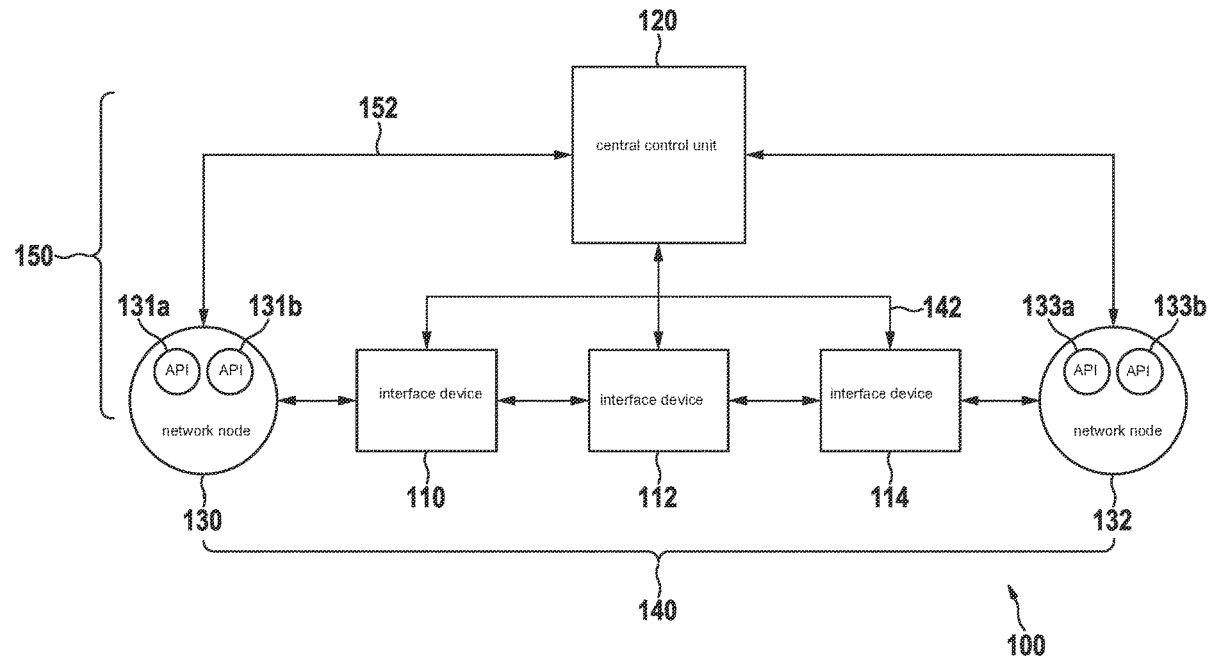 120
152
central control unit
150
131a
131b
142
133a
133b
API
API
API
API
interface device
interface device
interface device
network node
network node
110
112
114
130
132
140
100